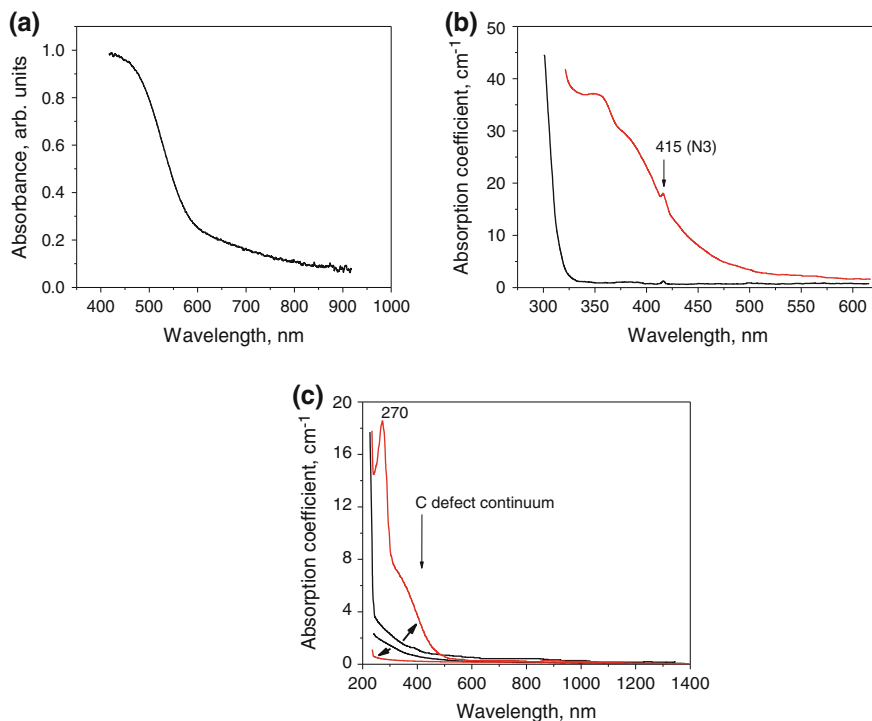 (a)
Absorbance, arb. units
1.0
0.8
0.6
0.4
0.2
0.0
400 500 600 700 800 900 1000
Wavelength, nm
(b)
Absorption coefficient, cm-1
50
40
30
20
10
0
415 (N3)
300 350 400 450 500 550 600
Wavelength, nm
(c)
Absorption coefficient, cm-1
20
16
12
8
4
0
270
C defect continuum
200 400 600 800 1000 1200 1400
Wavelength, nm